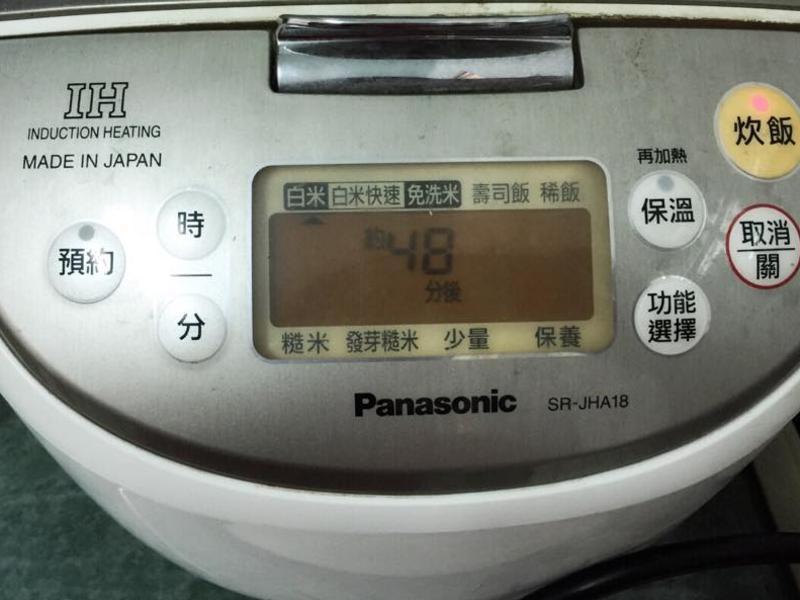 IH
INDUCTION HEATING
MADE IN JAPAN
預約
時
分
白米 白米快速 免洗米 壽司飯 稀飯
約48
分後
糙米 發芽糙米 少量 保養
再加熱
保溫
功能
選擇
炊飯
取消
關
Panasonic SR-JHA18